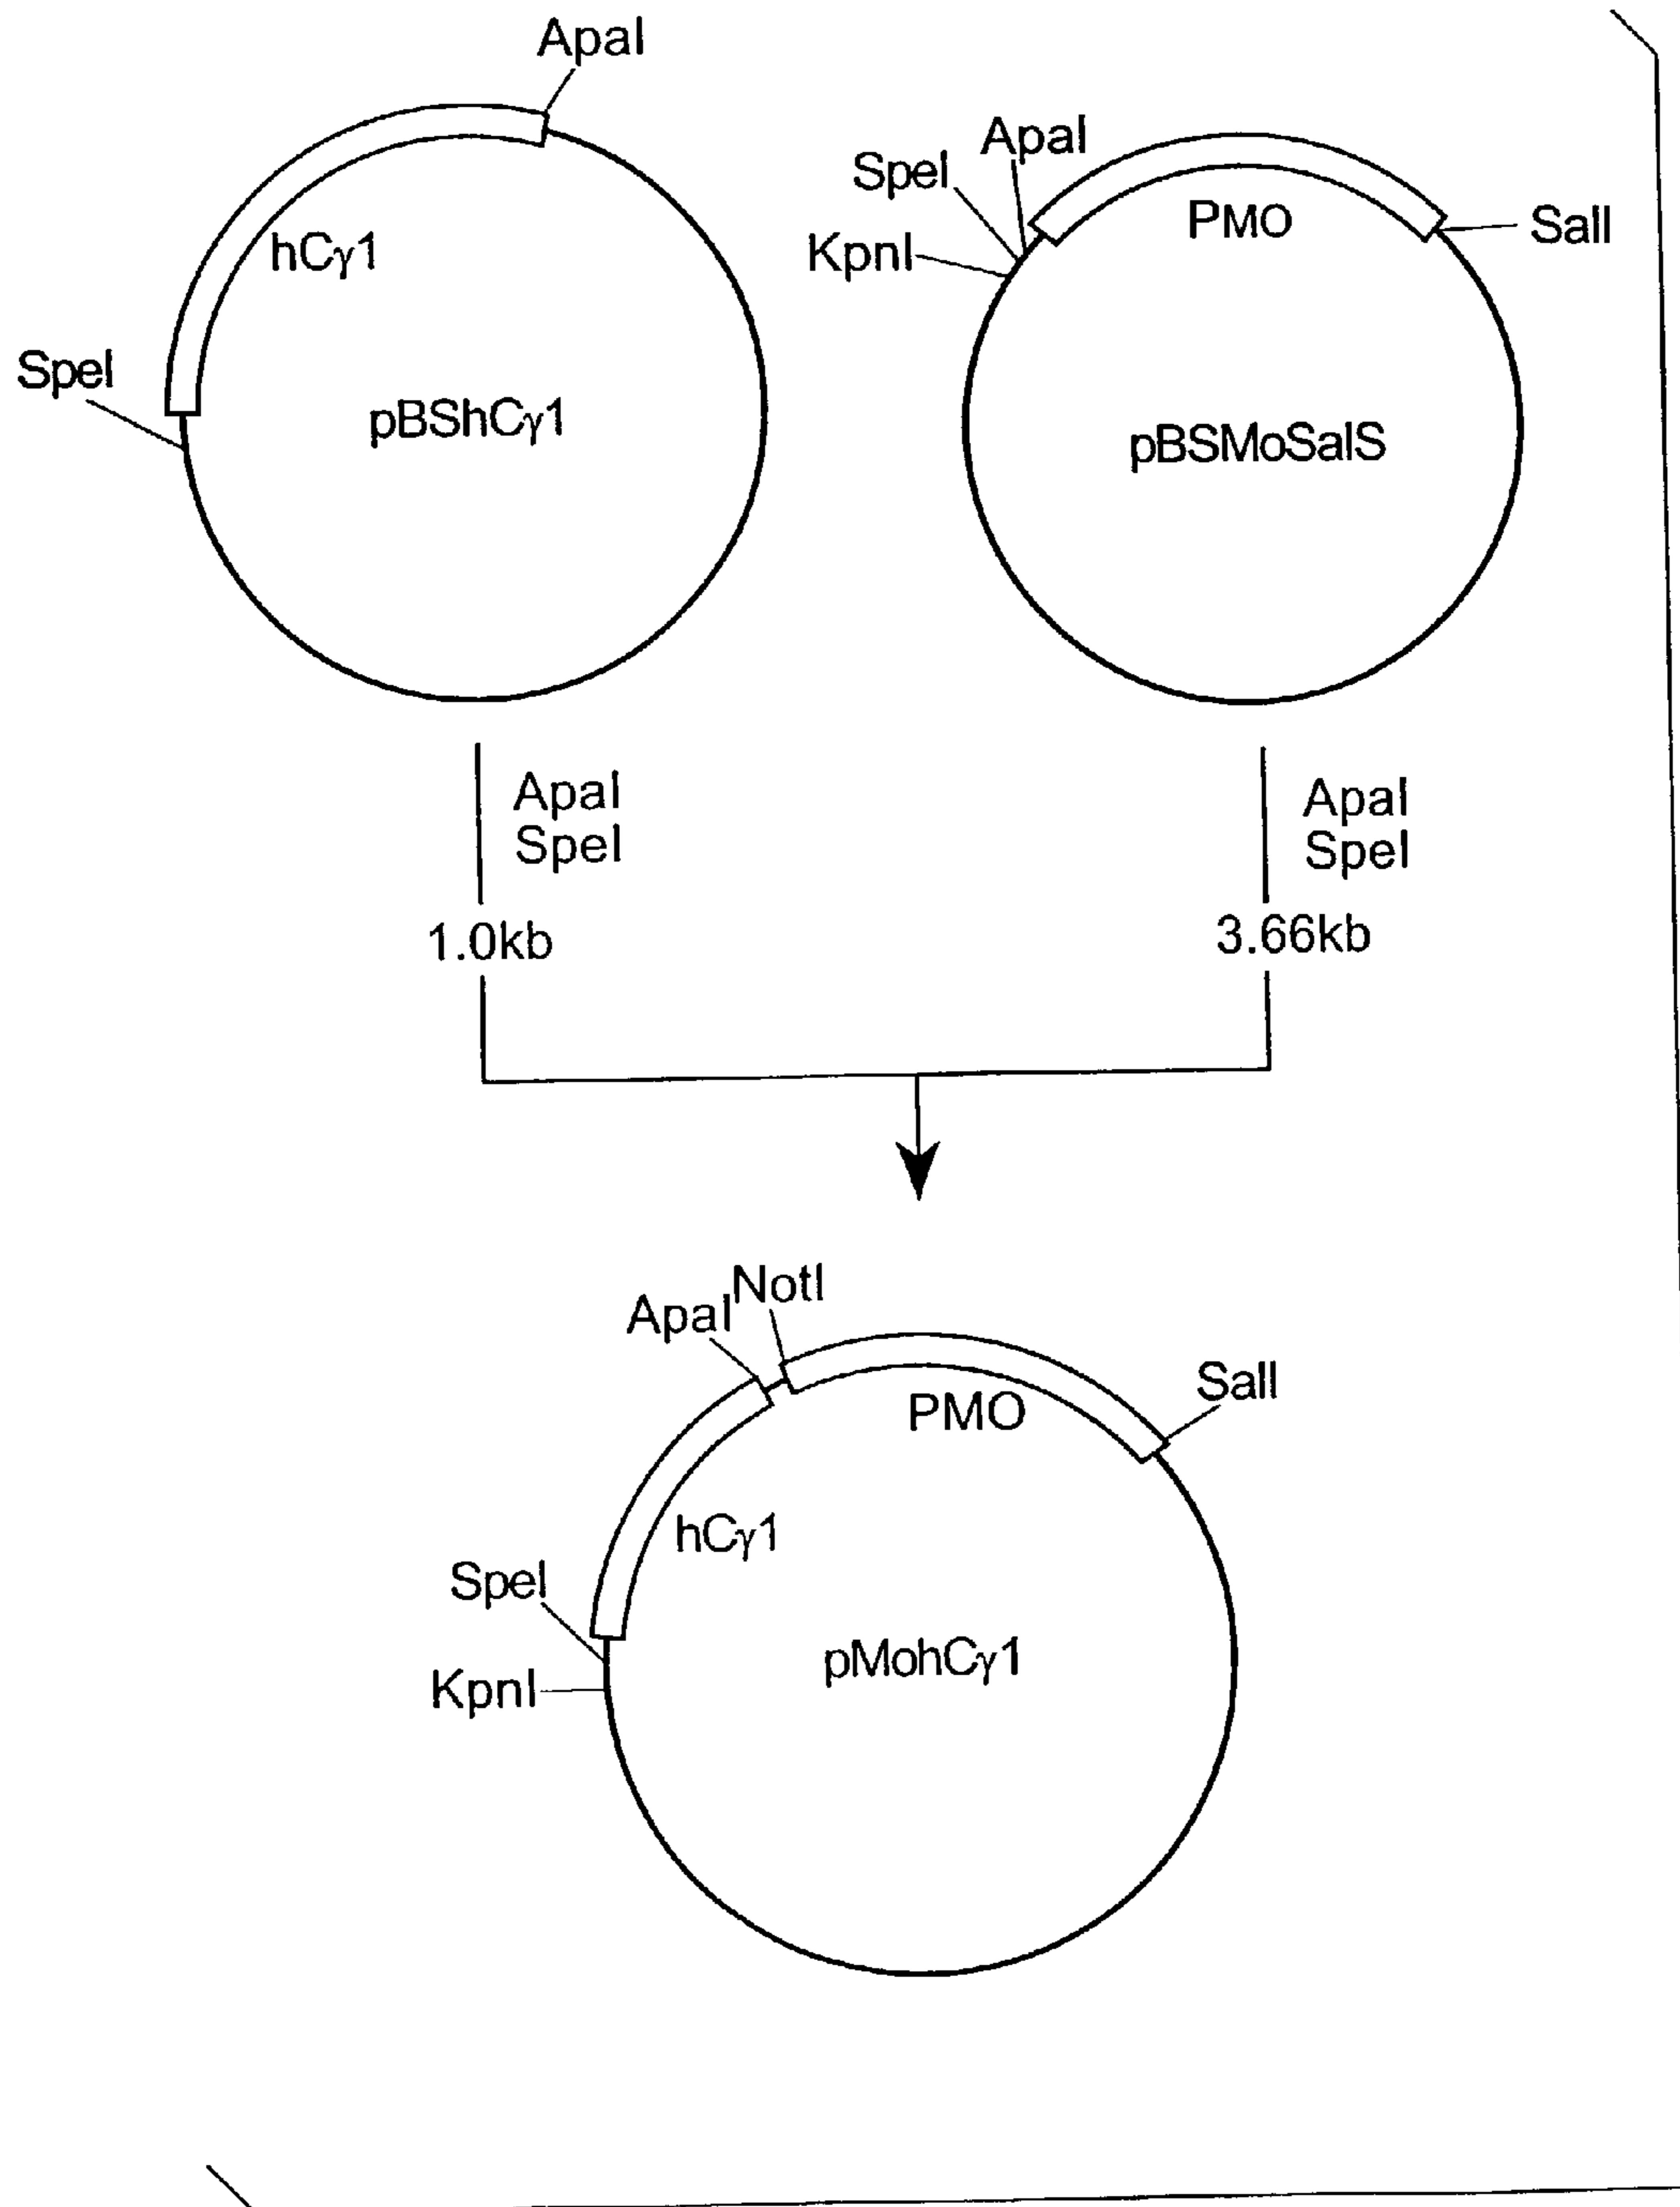 ApaI
hCγ1
SpeI
pBShCγ1
ApaI
SpeI
KpnI
PMO
SalI
pBSMoSalS
ApaI
SpeI
1.0kb
ApaI
SpeI
3.66kb
NotI
ApaI
SalI
PMO
hCγ1
SpeI
KpnI
pMohCγ1